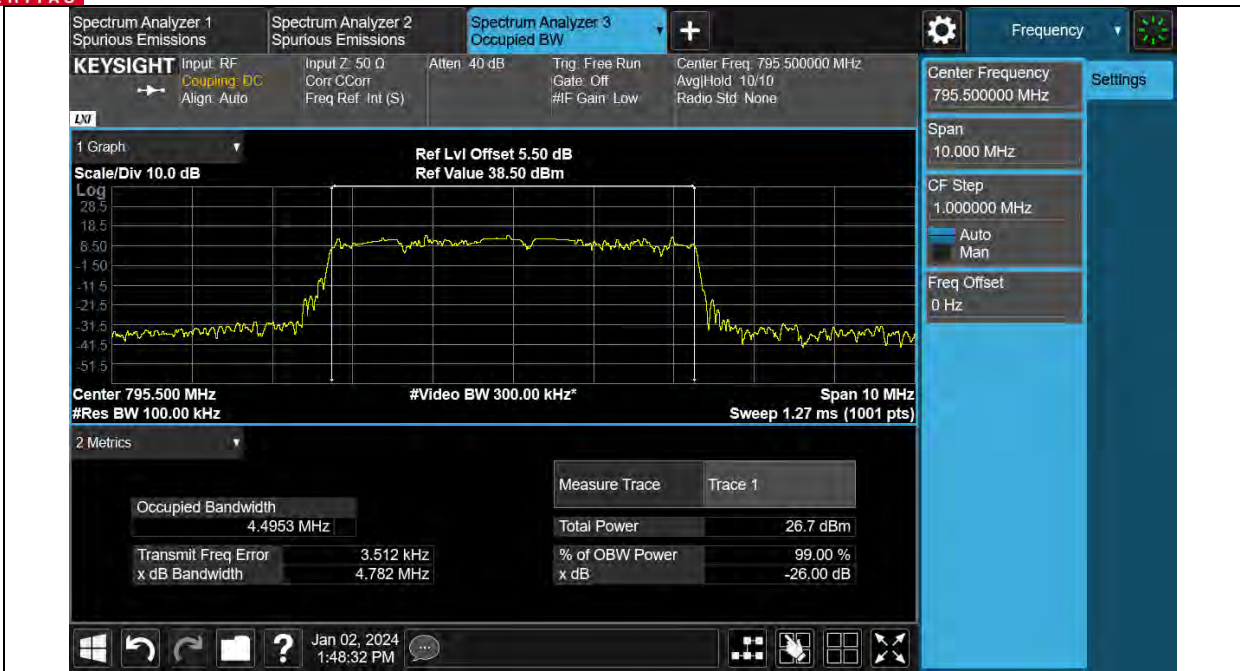 Spectrum Analyzer 1
Spurious Emissions
Spectrum Analyzer 2
Spurious Emissions
Spectrum Analyzer 3
Occupied BW
+
Frequency
KEYSIGHT
Input: RF
Coupling: DC
Align: Auto
Input Z: 50 Ω
Corr CCorr
Freq Ref: Int (S)
Atten: 40 dB
Trig: Free Run
Gate: Off
#IF Gain: Low
Center Freq: 795.500000 MHz
Avg|Hold: 10/10
Radio Std: None
LXI
Center Frequency
795.500000 MHz
Settings
Span
10.000 MHz
CF Step
1.000000 MHz
Auto
Man
Freq Offset
0 Hz
1 Graph
Scale/Div 10.0 dB
Ref Lvl Offset 5.50 dB
Ref Value 38.50 dBm
Log
28.5
18.5
8.50
-1.50
-11.5
-21.5
-31.5
-41.5
-51.5
Center 795.500 MHz
#Res BW 100.00 kHz
#Video BW 300.00 kHz*
Span 10 MHz
Sweep 1.27 ms (1001 pts)
2 Metrics
Measure Trace Trace 1
Occupied Bandwidth
4.4953 MHz
Total Power 26.7 dBm
Transmit Freq Error 3.512 kHz
% of OBW Power 99.00 %
x dB Bandwidth 4.782 MHz
x dB -26.00 dB
?
Jan 02, 2024
1:48:32 PM